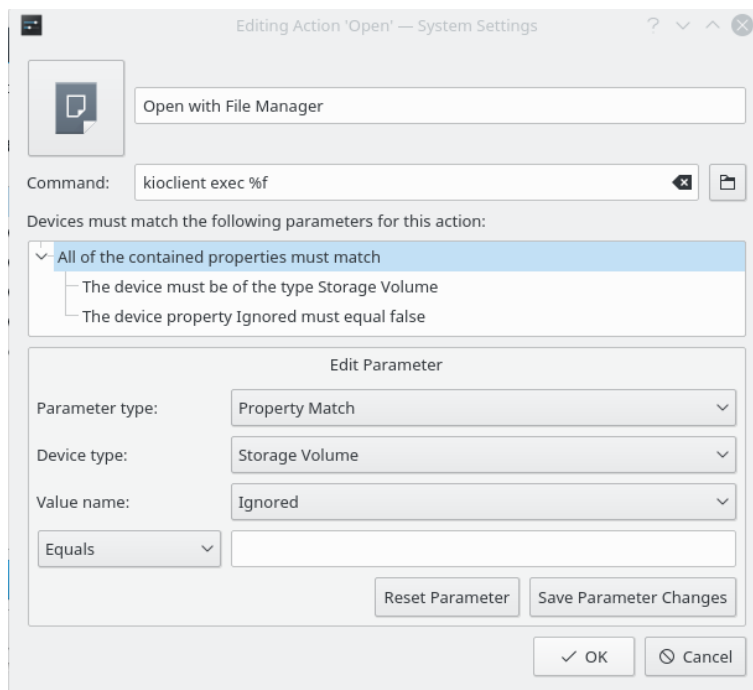 Editing Action 'Open' — System Settings
Open with File Manager
Command: kioclient exec %f
Devices must match the following parameters for this action:
All of the contained properties must match
The device must be of the type Storage Volume
The device property Ignored must equal false
Edit Parameter
Parameter type: Property Match
Device type: Storage Volume
Value name: Ignored
Equals
Reset Parameter Save Parameter Changes
OK Cancel